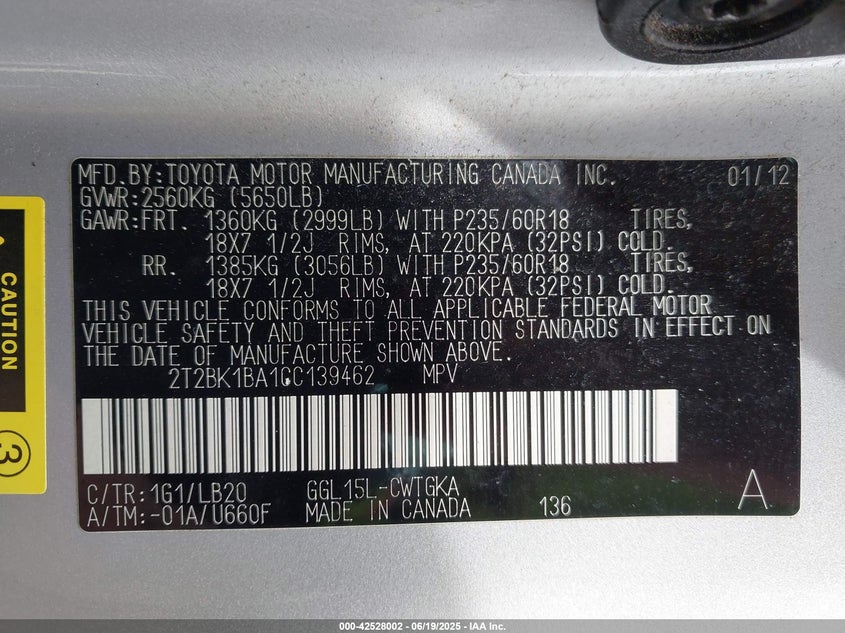 MFD.BY:TOYOTA MOTOR MANUFACTURING CANADA INC. 01/12
GVWR:2560KG (5650LB)
GAWR:FRT. 1360KG (2999LB) WITH P235/60R18 TIRES,
18X7 1/2J RIMS, AT 220KPA (32PSI) COLD.
RR. 1385KG (3056LB) WITH P235/60R18 TIRES,
18X7 1/2J RIMS, AT 220KPA (32PSI) COLD.
THIS VEHICLE CONFORMS TO ALL APPLICABLE FEDERAL MOTOR
VEHICLE SAFETY AND THEFT PREVENTION STANDARDS IN EFFECT ON
THE DATE OF MANUFACTURE SHOWN ABOVE.
2T2BK1BA1CC139462 MPV
C/TR:1G1/LB20 GGL15L-CWTGKA A
A/TM:-01A/U660F MADE IN CANADA 136
CAUTION
3
000-42528002 - 06/19/2025 - IAA Inc.